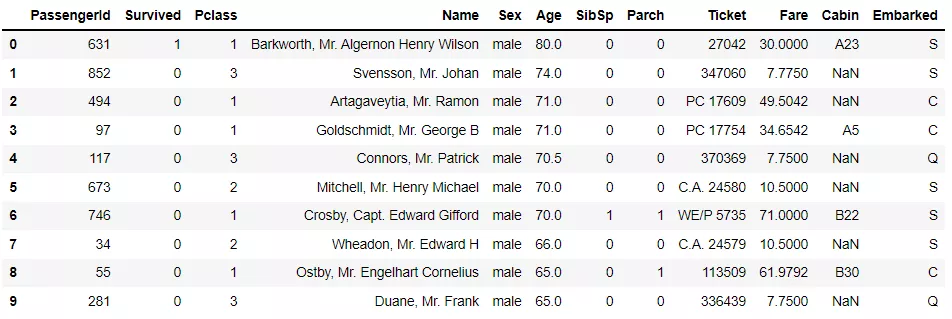 PassengerId Survived Pclass Name Sex Age SibSp Parch Ticket Fare Cabin Embarked
0 631 1 1 Barkworth, Mr. Algernon Henry Wilson male 80.0 0 0 27042 30.0000 A23 S
1 852 0 3 Svensson, Mr. Johan male 74.0 0 0 347060 7.7750 NaN S
2 494 0 1 Artagaveytia, Mr. Ramon male 71.0 0 0 PC 17609 49.5042 NaN C
3 97 0 1 Goldschmidt, Mr. George B male 71.0 0 0 PC 17754 34.6542 A5 C
4 117 0 3 Connors, Mr. Patrick male 70.5 0 0 370369 7.7500 NaN Q
5 673 0 2 Mitchell, Mr. Henry Michael male 70.0 0 0 C.A. 24580 10.5000 NaN S
6 746 0 1 Crosby, Capt. Edward Gifford male 70.0 1 1 WE/P 5735 71.0000 B22 S
7 34 0 2 Wheadon, Mr. Edward H male 66.0 0 0 C.A. 24579 10.5000 NaN S
8 55 0 1 Ostby, Mr. Engelhart Cornelius male 65.0 0 1 113509 61.9792 B30 C
9 281 0 3 Duane, Mr. Frank male 65.0 0 0 336439 7.7500 NaN Q